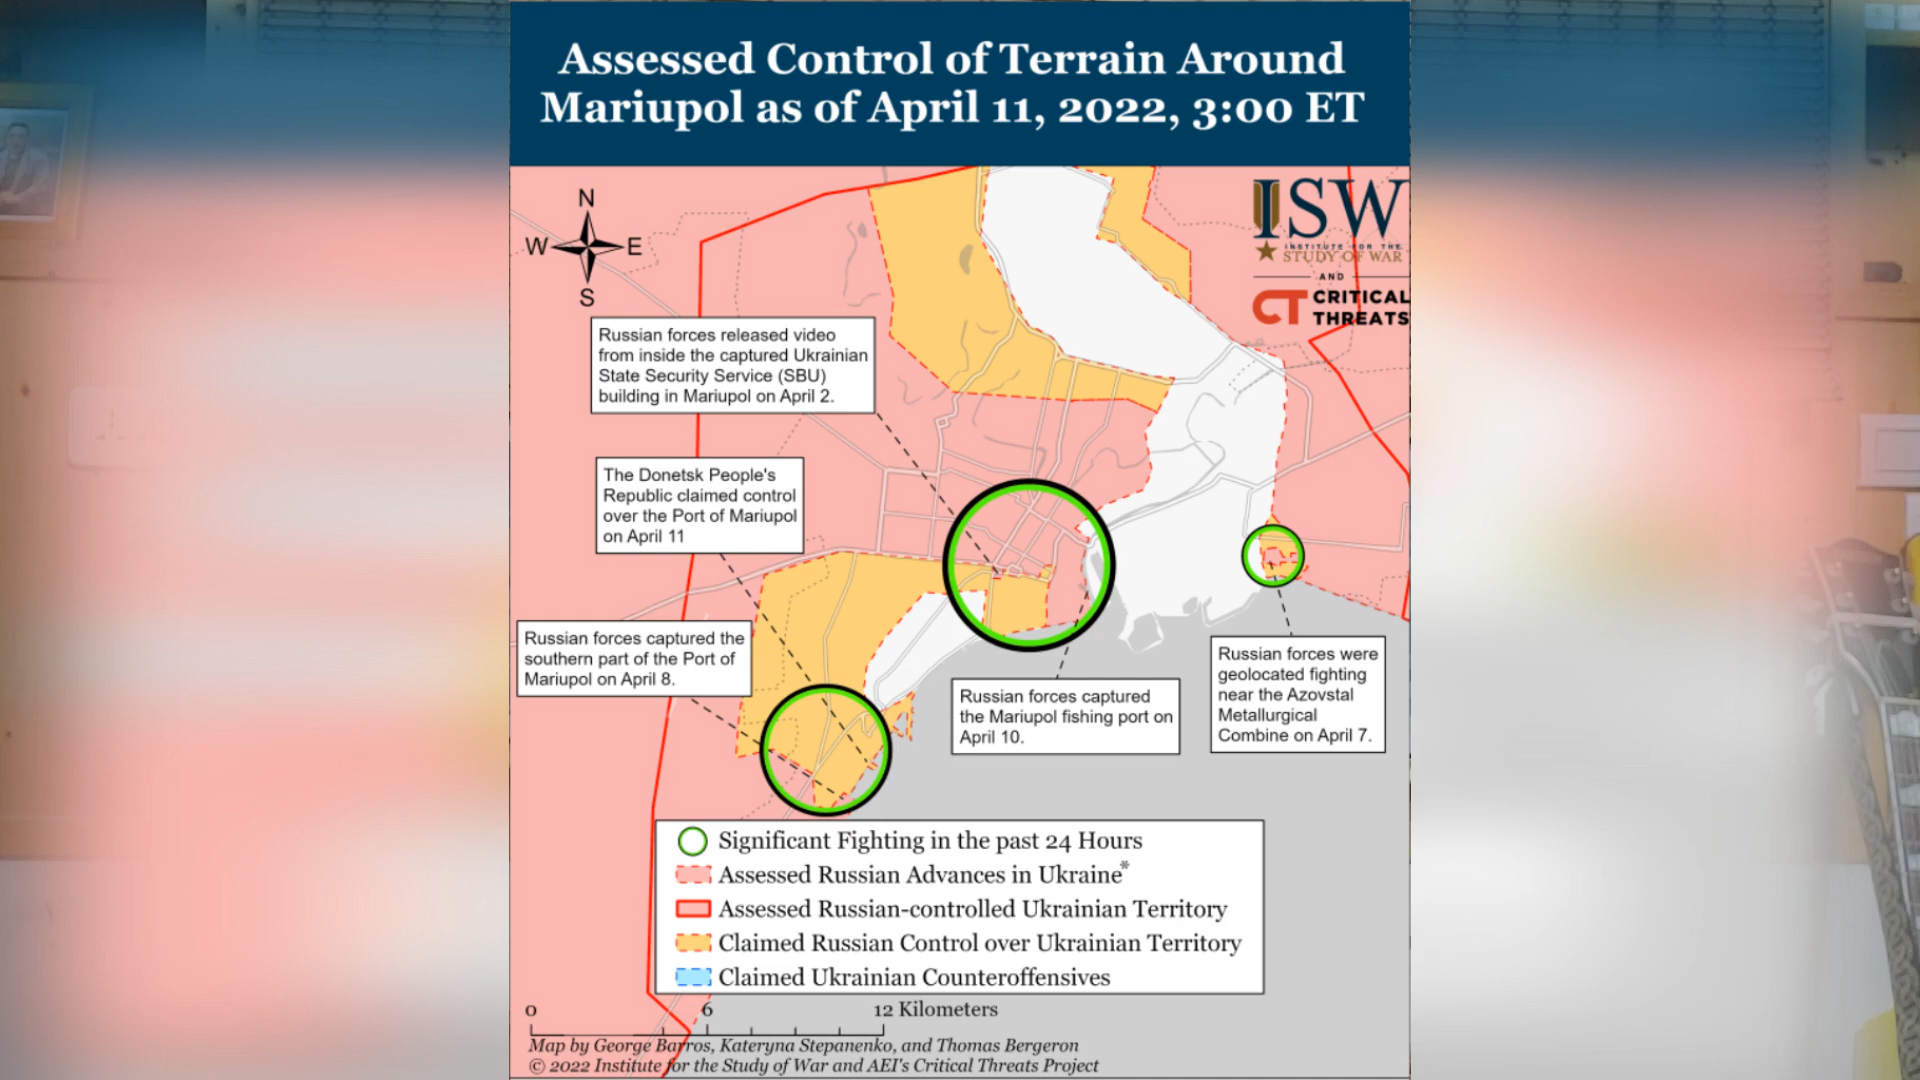 Assessed Control of Terrain Around
Mariupol as of April 11, 2022, 3:00 ET
N
W
E
S
ISW
INSTITUTE FOR THE
STUDY OF WAR
AND
CT CRITICAL
THREATS
Russian forces released video
from inside the captured Ukrainian
State Security Service (SBU)
building in Mariupol on April 2.
The Donetsk People's
Republic claimed control
over the Port of Mariupol
on April 11
Russian forces captured the
southern part of the Port of
Mariupol on April 8.
Russian forces captured
the Mariupol fishing port on
April 10.
Russian forces were
geolocated fighting
near the Azovstal
Metallurgical
Combine on April 7.
Significant Fighting in the past 24 Hours
Assessed Russian Advances in Ukraine*
Assessed Russian-controlled Ukrainian Territory
Claimed Russian Control over Ukrainian Territory
Claimed Ukrainian Counteroffensives
0 6 12 Kilometers
Map by George Barros, Kateryna Stepanenko, and Thomas Bergeron
© 2022 Institute for the Study of War and AEI's Critical Threats Project